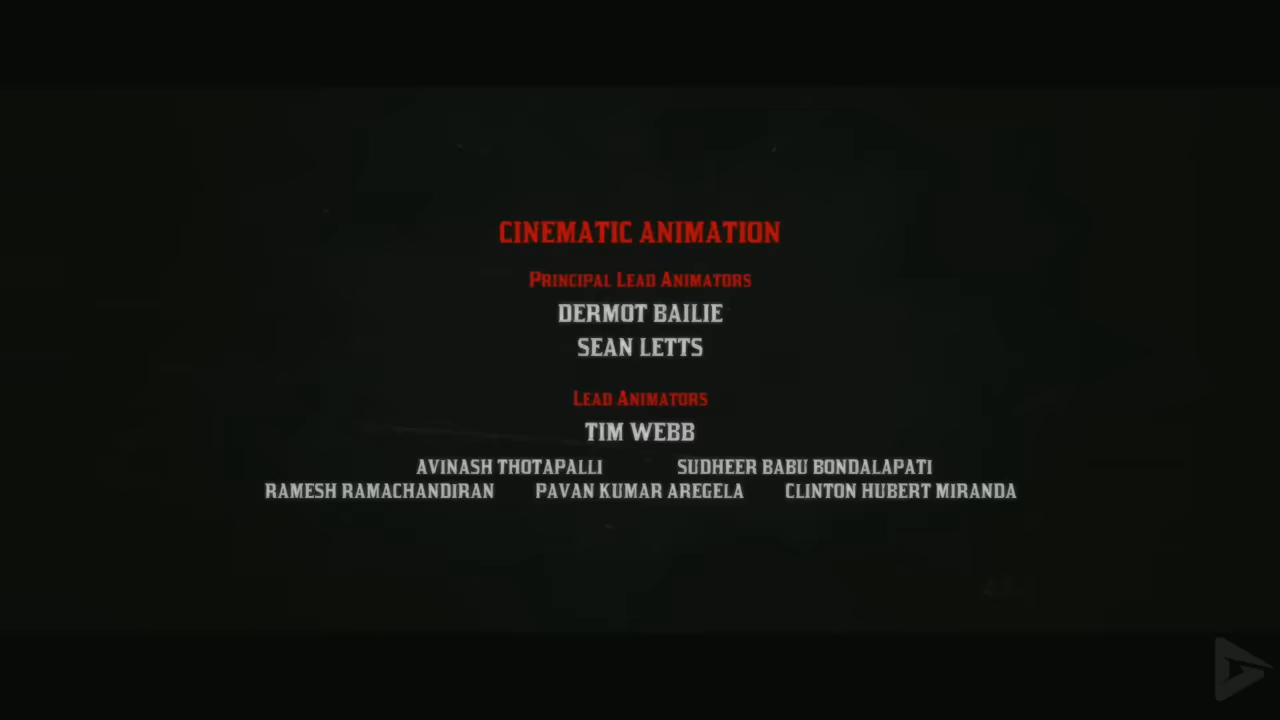 CINEMATIC ANIMATION
PRINCIPAL LEAD ANIMATORS
DERMOT BAILIE
SEAN LETTS
LEAD ANIMATORS
TIM WEBB
AVINASH THOTAPALLI SUDHEER BABU BONDALAPATI
RAMESH RAMACHANDIRAN PAVAN KUMAR AREGELA CLINTON HUBERT MIRANDA